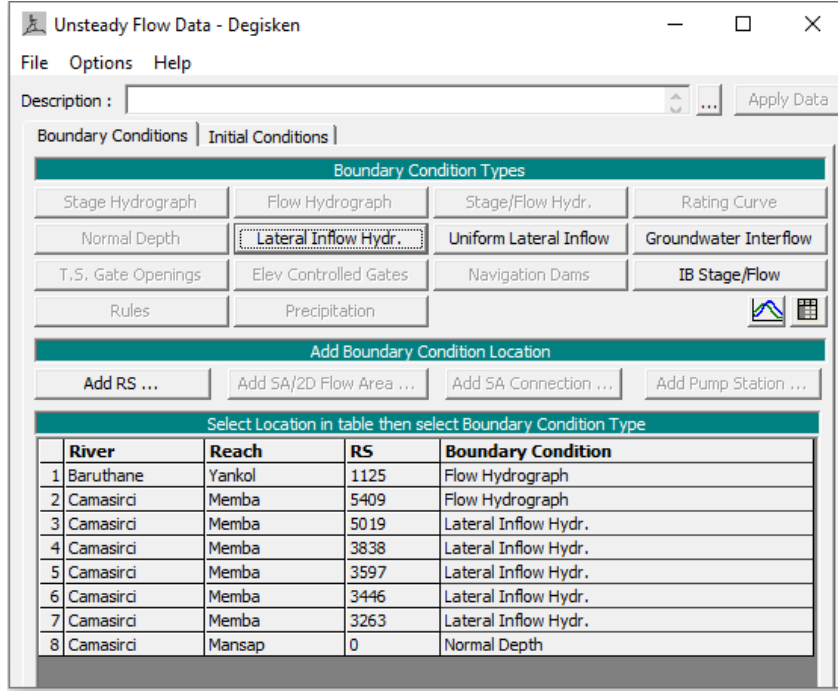 Unsteady Flow Data - Degisken
File Options Help
Description : ... Apply Data
Boundary Conditions Initial Conditions
Boundary Condition Types
Stage Hydrograph Flow Hydrograph Stage/Flow Hydr. Rating Curve
Normal Depth Lateral Inflow Hydr. Uniform Lateral Inflow Groundwater Interflow
T.S. Gate Openings Elev Controlled Gates Navigation Dams IB Stage/Flow
Rules Precipitation
Add Boundary Condition Location
Add RS ... Add SA/2D Flow Area ... Add SA Connection ... Add Pump Station ...
Select Location in table then select Boundary Condition Type
River Reach RS Boundary Condition
1 Baruthane Yankol 1125 Flow Hydrograph
2 Camasirci Memba 5409 Flow Hydrograph
3 Camasirci Memba 5019 Lateral Inflow Hydr.
4 Camasirci Memba 3838 Lateral Inflow Hydr.
5 Camasirci Memba 3597 Lateral Inflow Hydr.
6 Camasirci Memba 3446 Lateral Inflow Hydr.
7 Camasirci Memba 3263 Lateral Inflow Hydr.
8 Camasirci Mansap 0 Normal Depth